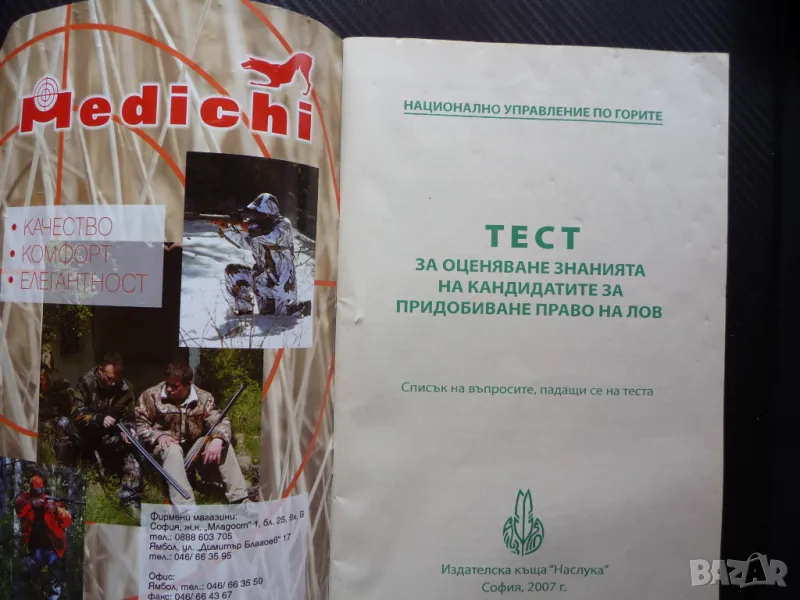 Medichi
• КАЧЕСТВО
• КОМФОРТ
• ЕЛЕГАНТНОСТ
Фирмени магазини:
София, ж.к. „Младост" 1, бл. 25, вх. В
тел.: 0888 603 705
Ямбол, ул. „Димитър Благоев" 17
тел.: 046/ 66 35 95
Офис:
Ямбол, тел.: 046/ 66 35 50
факс: 046/ 66 43 67
НАЦИОНАЛНО УПРАВЛЕНИЕ ПО ГОРИТЕ
ТЕСТ
ЗА ОЦЕНЯВАНЕ ЗНАНИЯТА
НА КАНДИДАТИТЕ ЗА
ПРИДОБИВАНЕ ПРАВО НА ЛОВ
Списък на въпросите, падащи се на теста
Издателска къща "Наслука"
София, 2007 г.
BAZAR